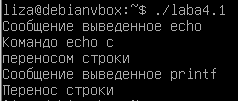 liza@debianvbox:~$ ./laba4.1
Сообщение выведенное echo
Командо echo с
переносом строки
Сообщение выведенное printf
Перенос строки